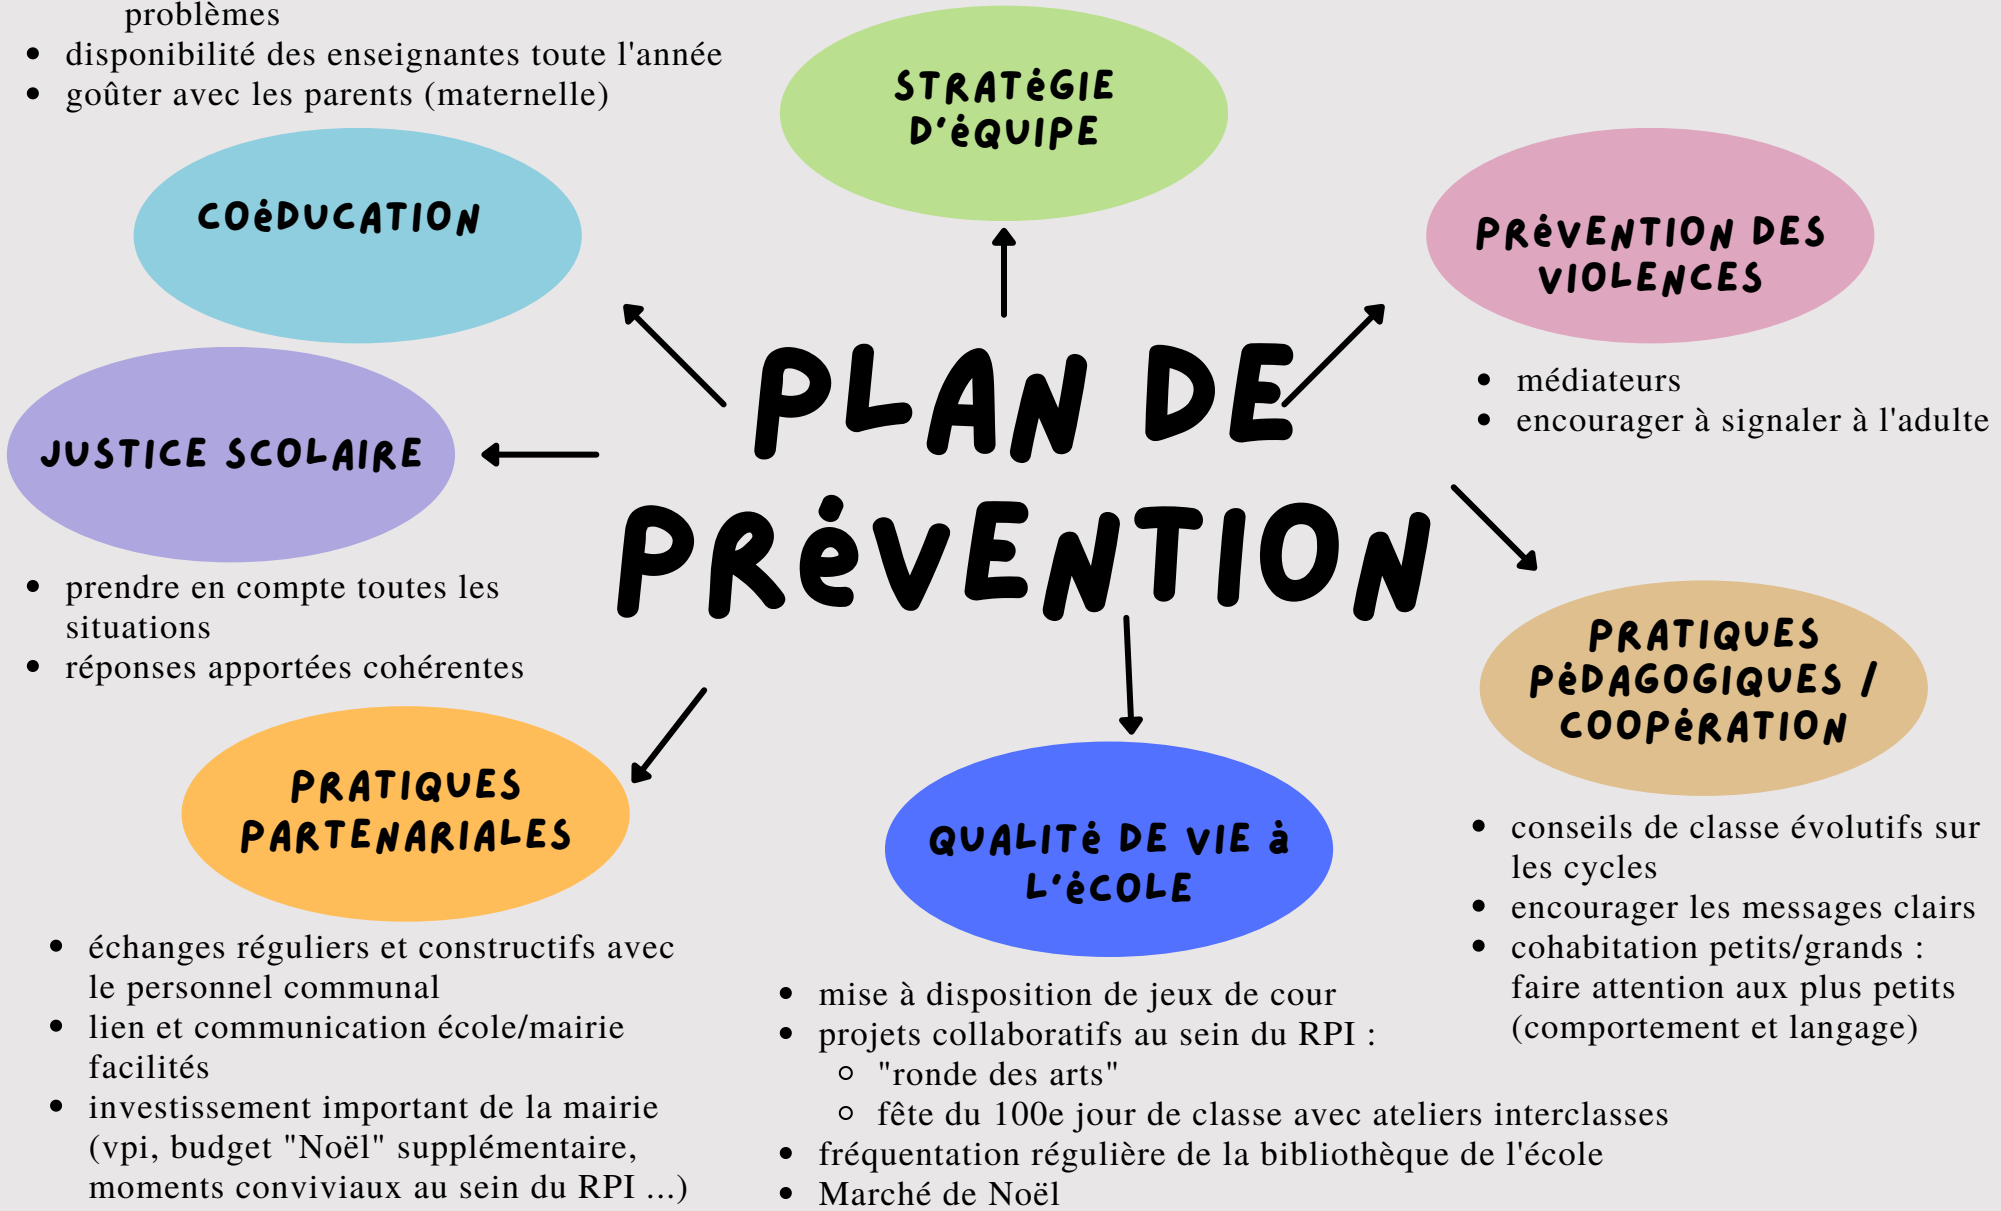 problèmes
disponibilité des enseignantes toute l'année
goûter avec les parents (maternelle)
COéDUCATION
STRATéGIE
D'éQUIPE
PRéVENTION DES
VIOLENCES
médiateurs
encourager à signaler à l'adulte
PLAN DE
PRéVENTION
JUSTICE SCOLAIRE
prendre en compte toutes les
situations
réponses apportées cohérentes
PRATIQUES
PéDAGOGIQUES /
COOPéRATION
conseils de classe évolutifs sur
les cycles
encourager les messages clairs
cohabitation petits/grands :
faire attention aux plus petits
(comportement et langage)
PRATIQUES
PARTENARIALES
échanges réguliers et constructifs avec
le personnel communal
lien et communication école/mairie
facilités
investissement important de la mairie
(vpi, budget "Noël" supplémentaire,
moments conviviaux au sein du RPI ...)
QUALITé DE VIE à
L'éCOLE
mise à disposition de jeux de cour
projets collaboratifs au sein du RPI :
"ronde des arts"
fête du 100e jour de classe avec ateliers interclasses
fréquentation régulière de la bibliothèque de l'école
Marché de Noël